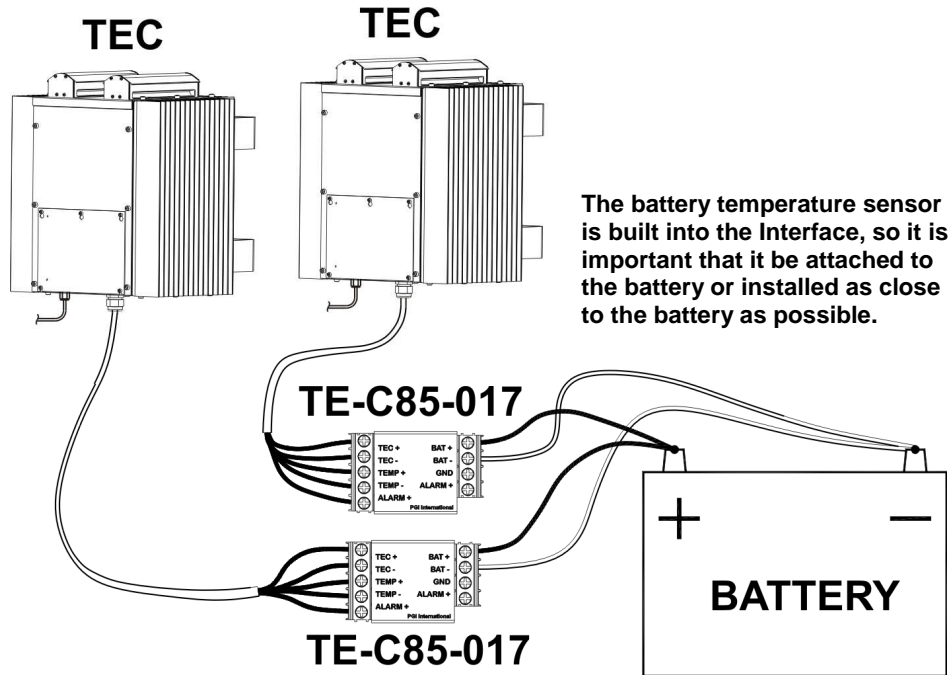 TEC
TEC
The battery temperature sensor
is built into the Interface, so it is
important that it be attached to
the battery or installed as close
to the battery as possible.
TE-C85-017
TEC + BAT +
TEC - BAT -
TEMP + GND
TEMP - ALARM +
ALARM +
PGI International
TEC + BAT +
TEC - BAT -
TEMP + GND
TEMP - ALARM +
ALARM +
PGI International
TE-C85-017
+ −
BATTERY